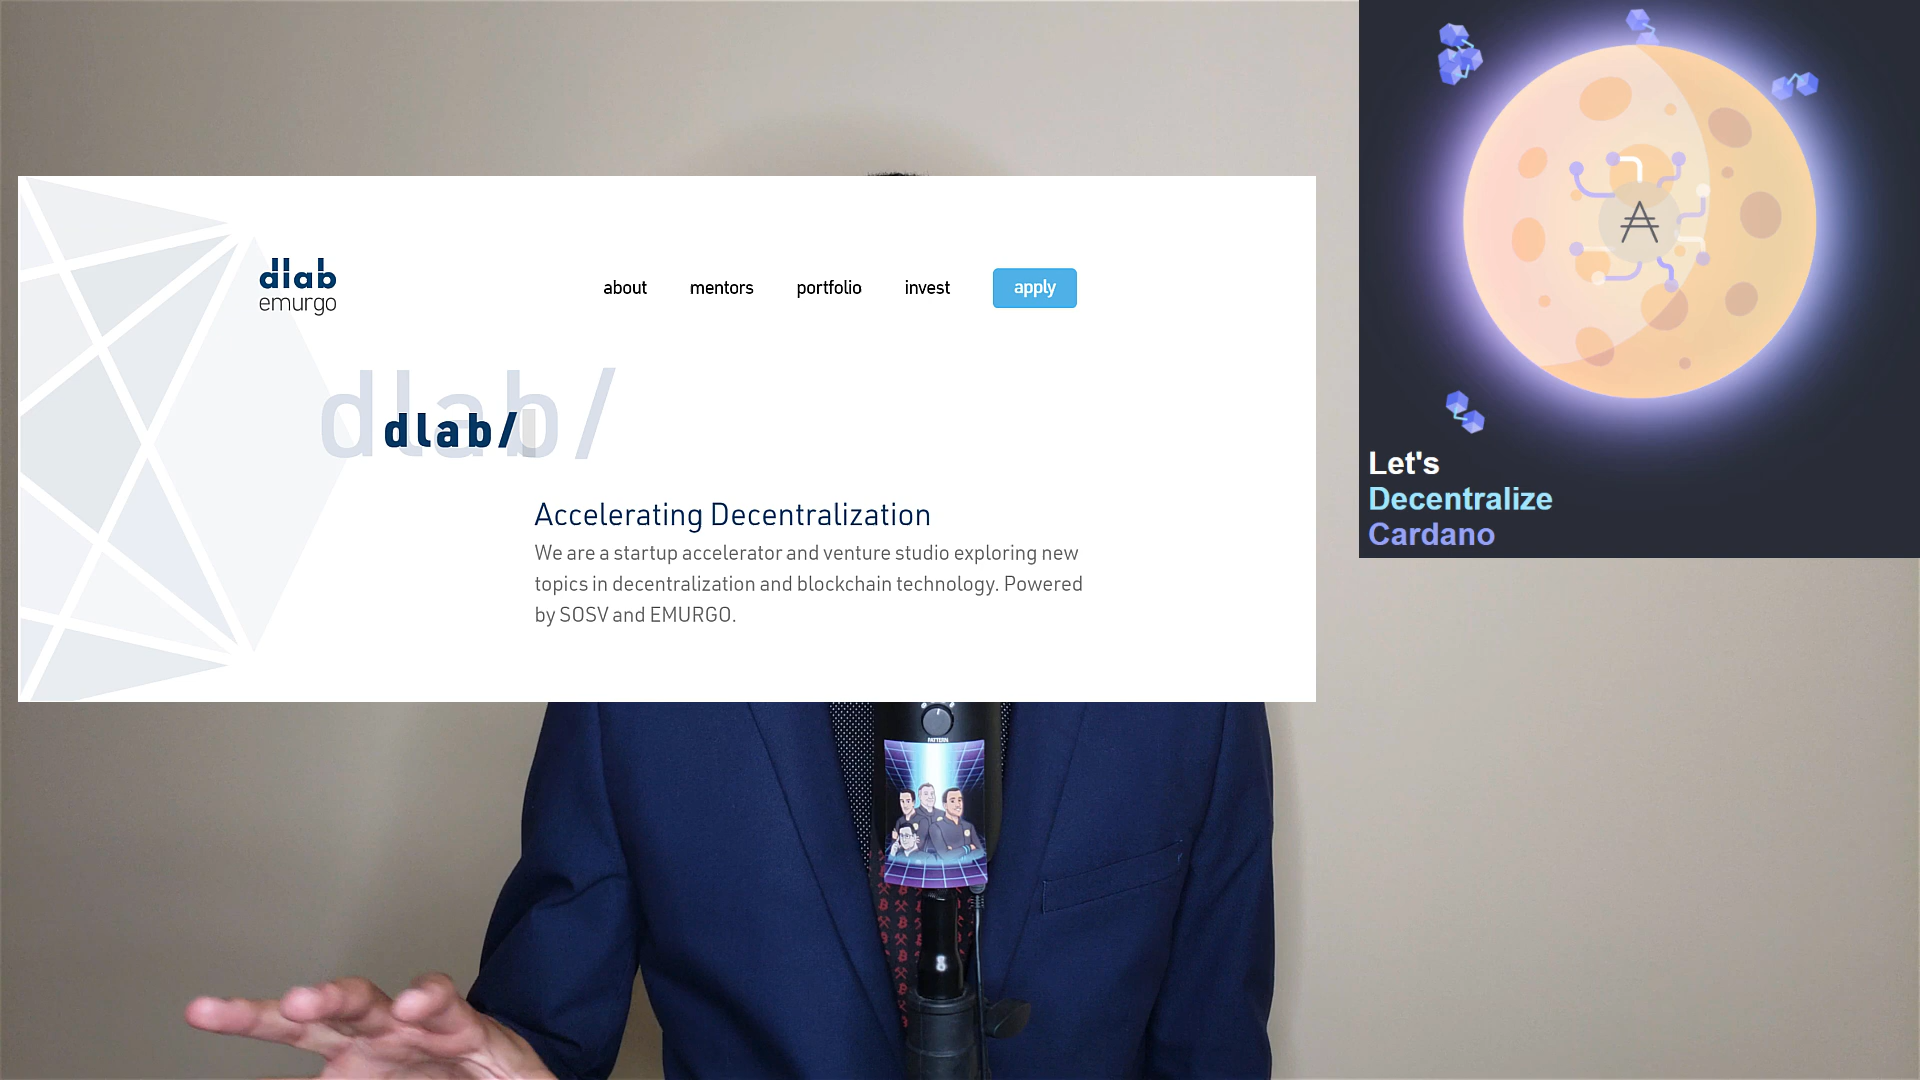 dlab
emurgo
about
mentors
portfolio
invest
apply
dlab/
dlab/
Accelerating Decentralization
We are a startup accelerator and venture studio exploring new
topics in decentralization and blockchain technology. Powered
by SOSV and EMURGO.
Let's
Decentralize
Cardano
PATTERN